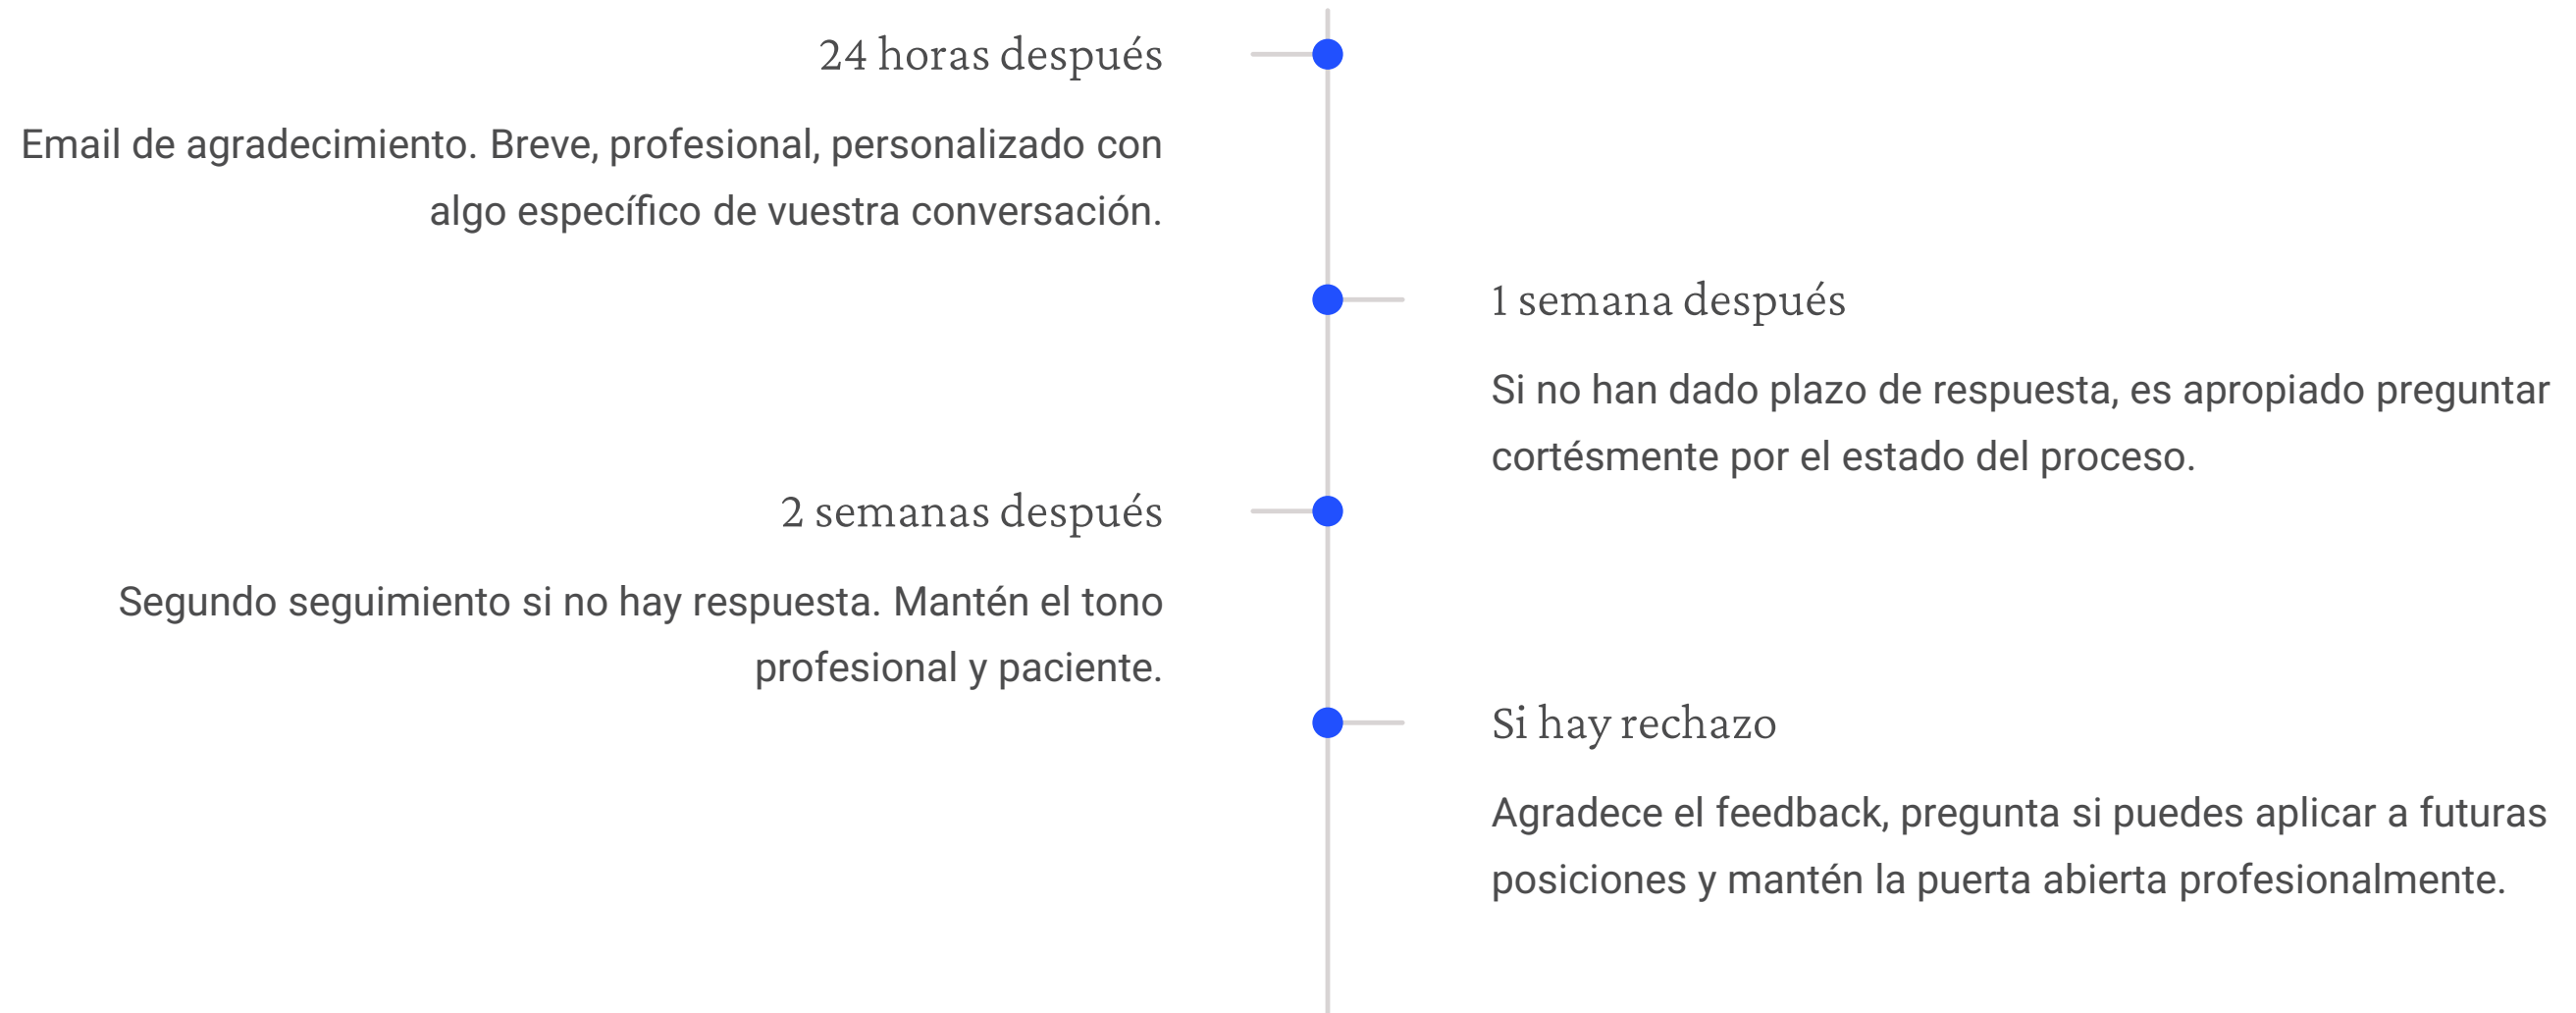 24 horas después
Email de agradecimiento. Breve, profesional, personalizado con
algo específico de vuestra conversación.
1 semana después
Si no han dado plazo de respuesta, es apropiado preguntar
cortésmente por el estado del proceso.
2 semanas después
Segundo seguimiento si no hay respuesta. Mantén el tono
profesional y paciente.
Si hay rechazo
Agradece el feedback, pregunta si puedes aplicar a futuras
posiciones y mantén la puerta abierta profesionalmente.